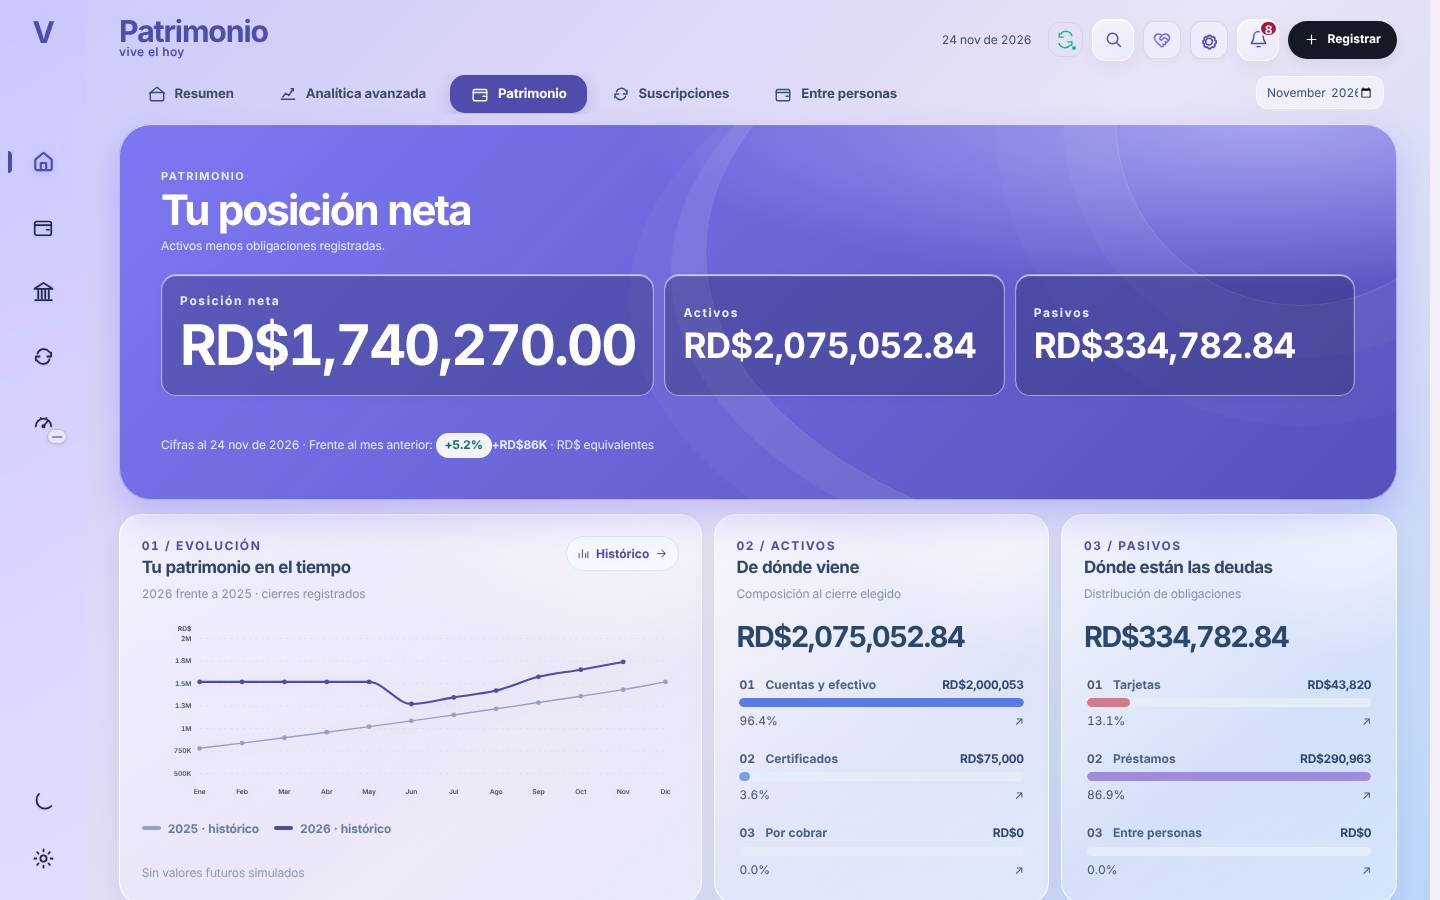 V
Patrimonio
vive el hoy
24 nov de 2026
8
+ Registrar
Resumen
Analítica avanzada
Patrimonio
Suscripciones
Entre personas
November 2026
PATRIMONIO
Tu posición neta
Activos menos obligaciones registradas.
Posición neta
RD$1,740,270.00
Activos
RD$2,075,052.84
Pasivos
RD$334,782.84
Cifras al 24 nov de 2026 · Frente al mes anterior: +5.2% +RD$86K · RD$ equivalentes
01 / EVOLUCIÓN
Tu patrimonio en el tiempo
Histórico →
2026 frente a 2025 · cierres registrados
RD$
2M
1.8M
1.5M
1.3M
1M
750K
500K
Ene Feb Mar Abr May Jun Jul Ago Sep Oct Nov Dic
2025 · histórico
2026 · histórico
Sin valores futuros simulados
02 / ACTIVOS
De dónde viene
Composición al cierre elegido
RD$2,075,052.84
01 Cuentas y efectivo RD$2,000,053
96.4% ↗
02 Certificados RD$75,000
3.6% ↗
03 Por cobrar RD$0
0.0% ↗
03 / PASIVOS
Dónde están las deudas
Distribución de obligaciones
RD$334,782.84
01 Tarjetas RD$43,820
13.1% ↗
02 Préstamos RD$290,963
86.9% ↗
03 Entre personas RD$0
0.0% ↗